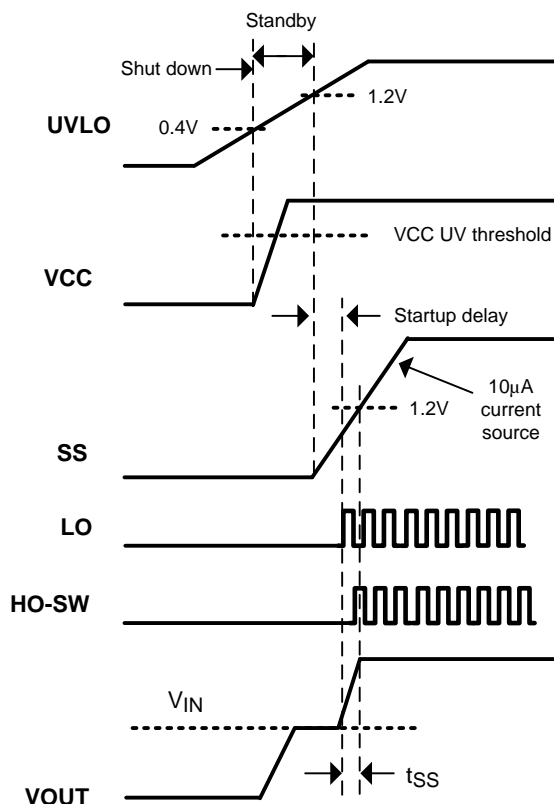 Standby
Shut down
1.2V
UVLO
0.4V
VCC UV threshold
VCC
Startup delay
10μA
current
source
1.2V
SS
LO
HO-SW
VIN
tSS
VOUT